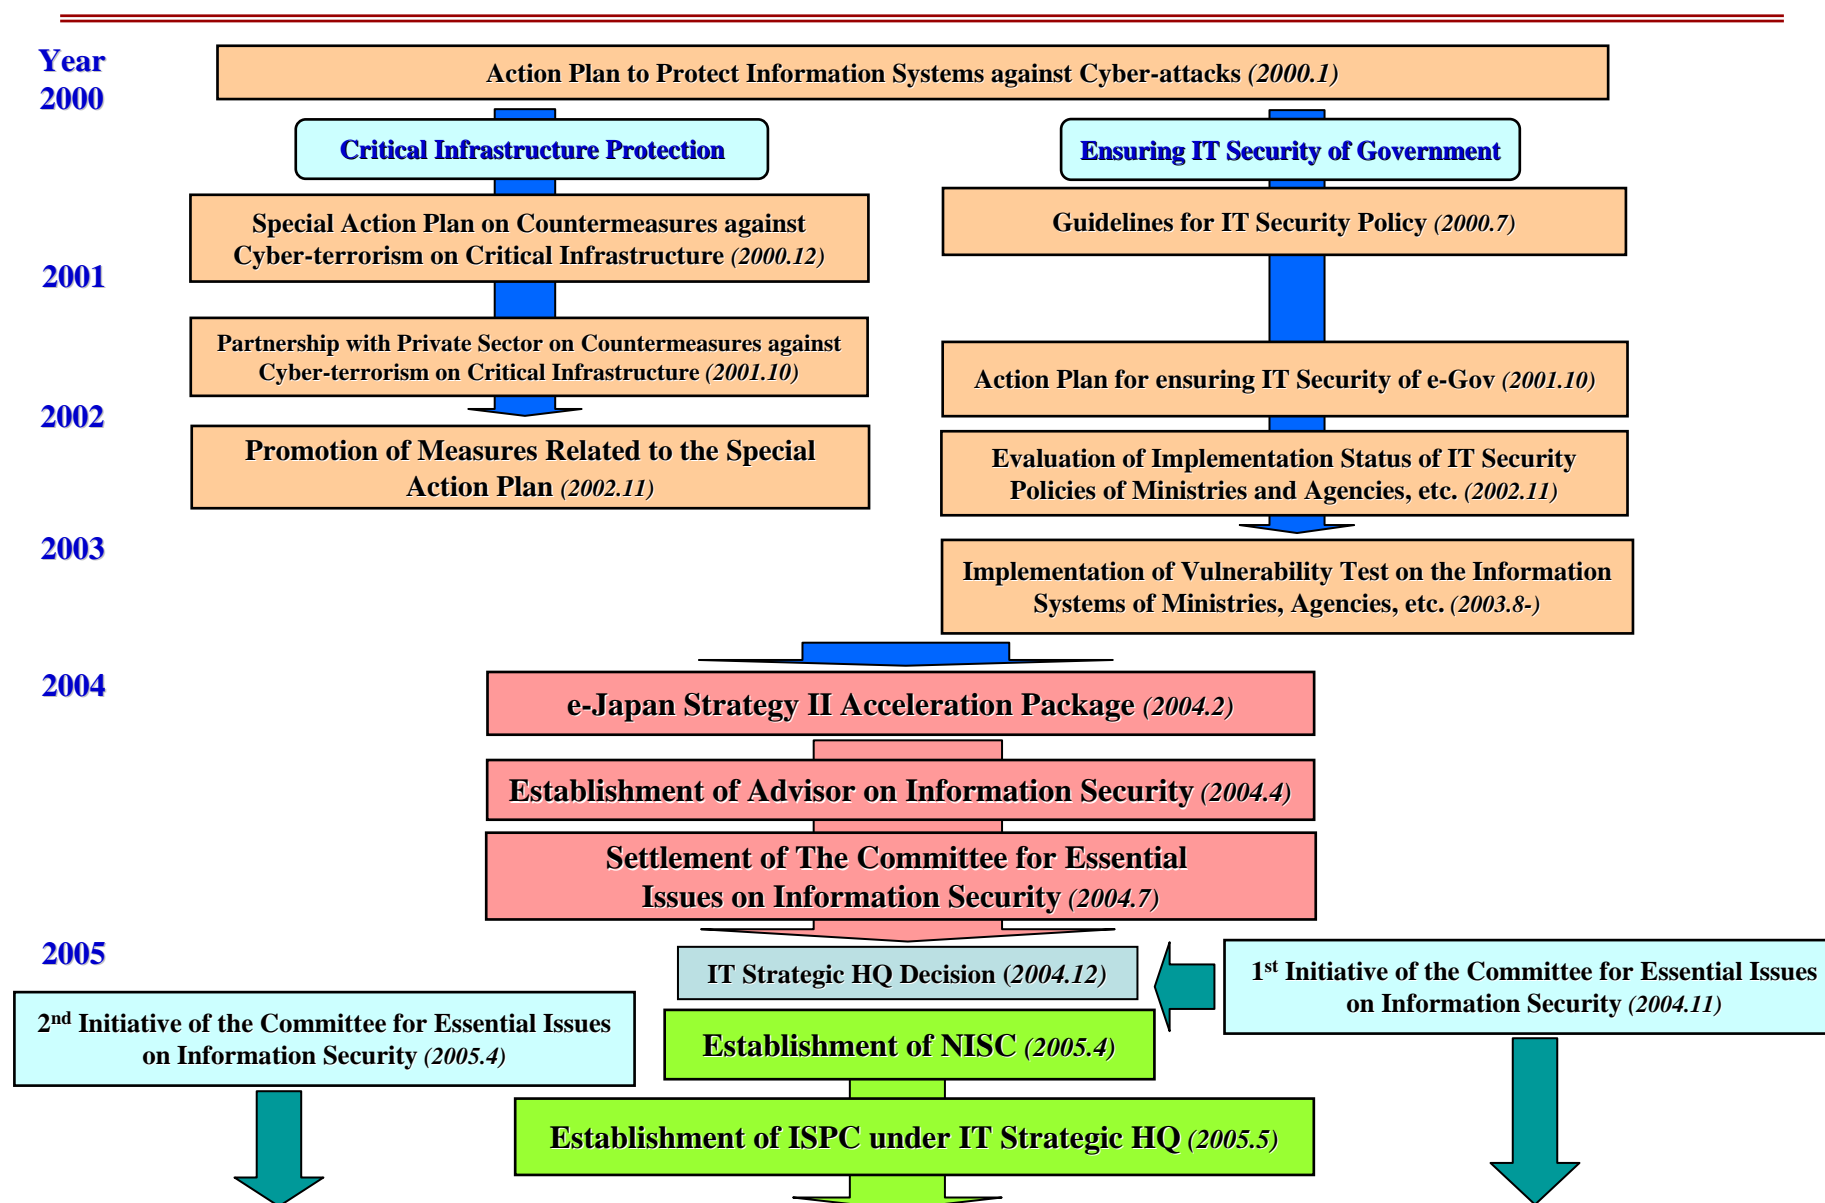 Year
2000
Action Plan to Protect Information Systems against Cyber-attacks (2000.1)
Critical Infrastructure Protection
Ensuring IT Security of Government
Special Action Plan on Countermeasures against
Cyber-terrorism on Critical Infrastructure (2000.12)
Guidelines for IT Security Policy (2000.7)
2001
Partnership with Private Sector on Countermeasures against
Cyber-terrorism on Critical Infrastructure (2001.10)
Action Plan for ensuring IT Security of e-Gov (2001.10)
2002
Promotion of Measures Related to the Special
Action Plan (2002.11)
Evaluation of Implementation Status of IT Security
Policies of Ministries and Agencies, etc. (2002.11)
2003
Implementation of Vulnerability Test on the Information
Systems of Ministries, Agencies, etc. (2003.8-)
2004
e-Japan Strategy II Acceleration Package (2004.2)
Establishment of Advisor on Information Security (2004.4)
Settlement of The Committee for Essential
Issues on Information Security (2004.7)
2005
IT Strategic HQ Decision (2004.12)
1st Initiative of the Committee for Essential Issues
on Information Security (2004.11)
2nd Initiative of the Committee for Essential Issues
on Information Security (2005.4)
Establishment of NISC (2005.4)
Establishment of ISPC under IT Strategic HQ (2005.5)